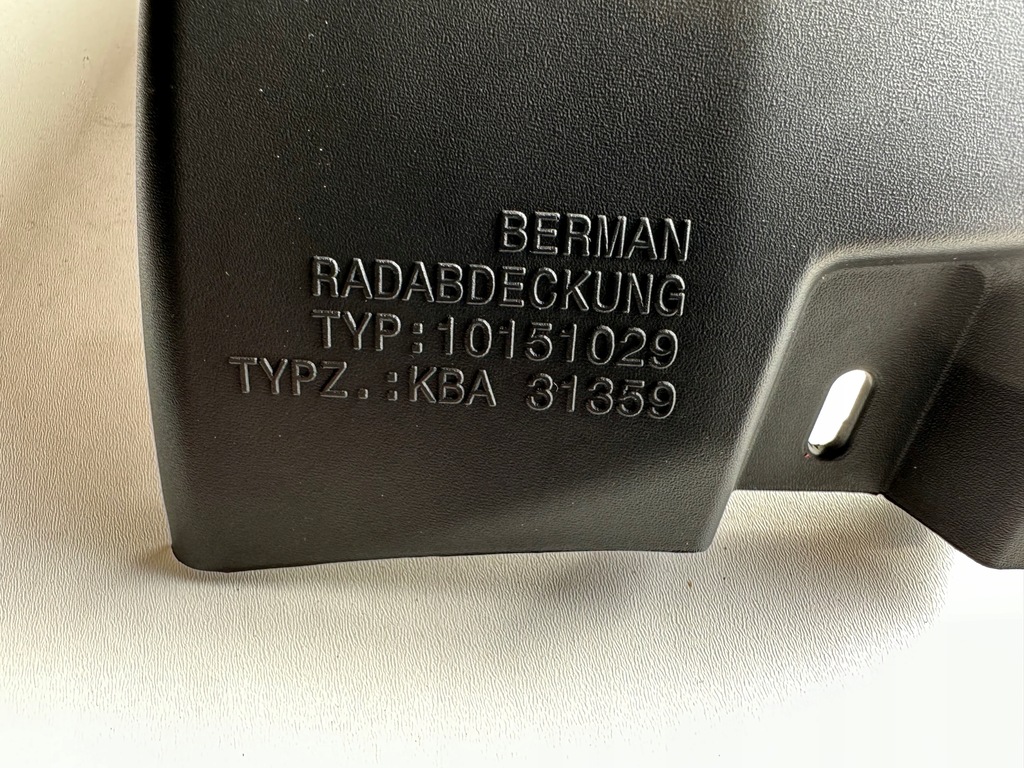 BERMAN
RADABDECKUNG
TYP:10151029
TYPZ.:KBA 31359